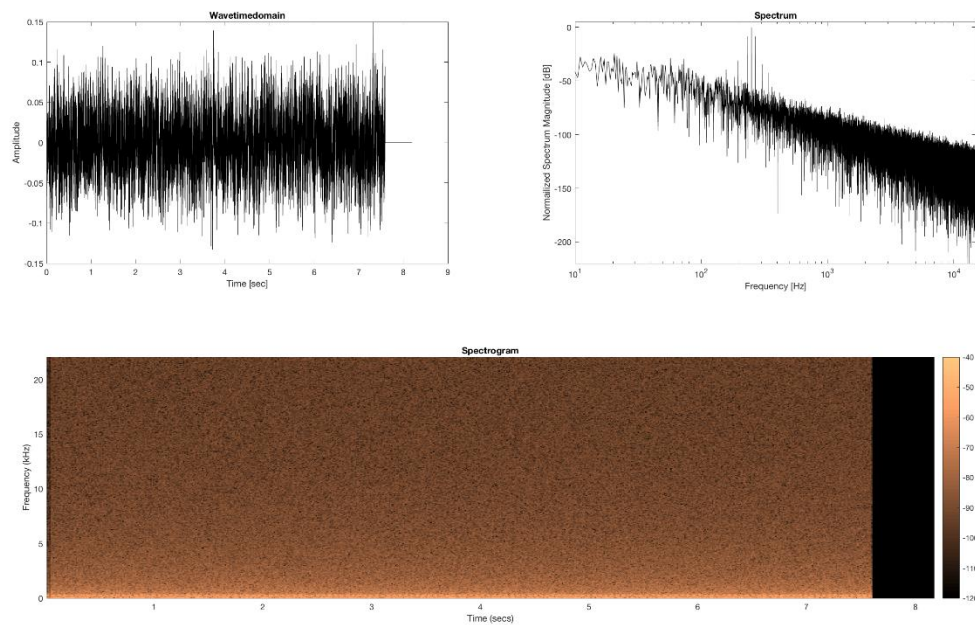 Wavetimedomain
0.15
0.1
0.05
0
-0.05
-0.1
-0.15
Amplitude
0 1 2 3 4 5 6 7 8 9
Time [sec]
Spectrum
0
-50
-100
-150
-200
Normailized Spectrum Magnitude [dB]
10^1 10^2 10^3 10^4
Frequency [Hz]
Spectrogram
20
15
10
5
0
Frequency (kHz)
1 2 3 4 5 6 7 8
Time (secs)
-40
-50
-60
-70
-80
-90
-100
-110
-120